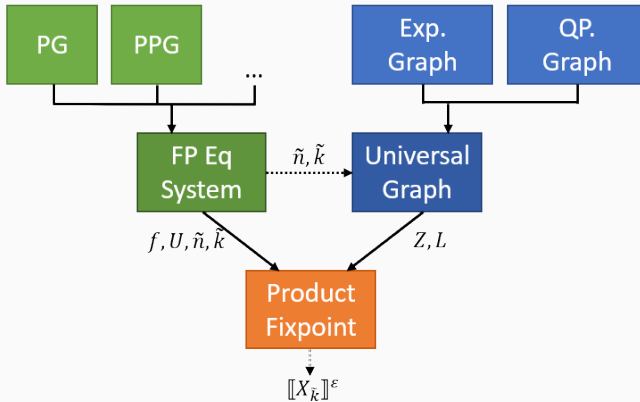 PG
PPG
...
Exp.
Graph
QP.
Graph
FP Eq
System
ñ, k̃
Universal
Graph
f, U, ñ, k̃
Z, L
Product
Fixpoint
⟦X_k̃⟧^ε